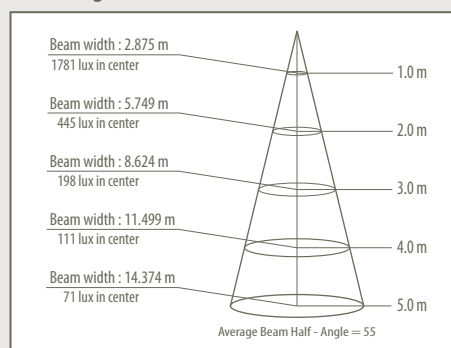 Beam width : 2.875 m
1781 lux in center
1.0 m
Beam width : 5.749 m
445 lux in center
2.0 m
Beam width : 8.624 m
198 lux in center
3.0 m
Beam width : 11.499 m
111 lux in center
4.0 m
Beam width : 14.374 m
71 lux in center
5.0 m
Average Beam Half - Angle = 55